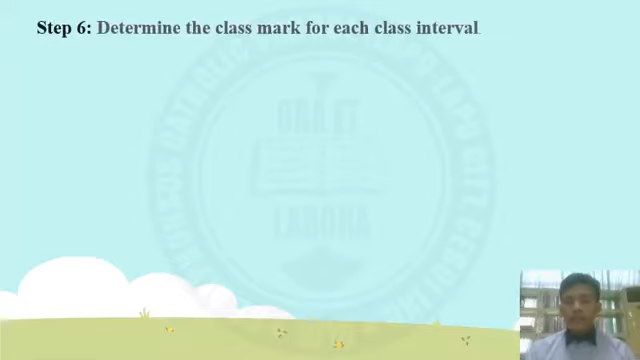 Step 6: Determine the class mark for each class interval.
ORA ET
LABORA